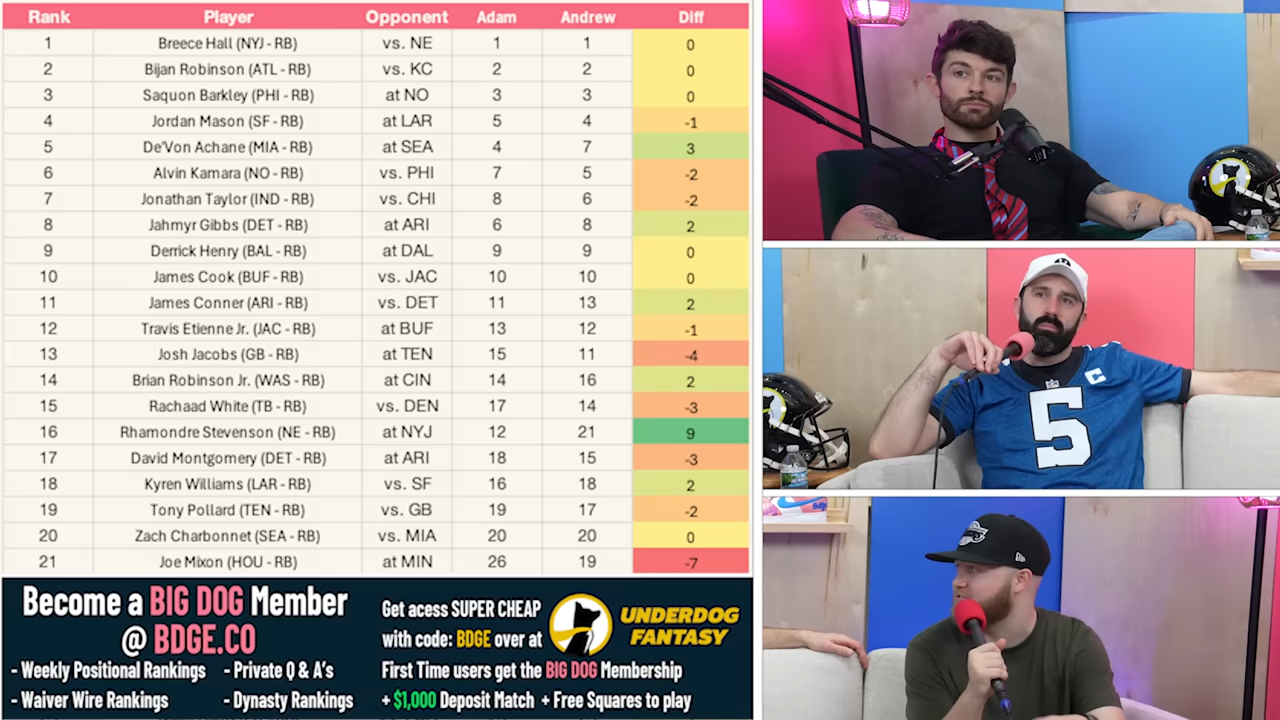 Rank Player Opponent Adam Andrew Diff
1 Breece Hall (NYJ - RB) vs. NE 1 1 0
2 Bijan Robinson (ATL - RB) vs. KC 2 2 0
3 Saquon Barkley (PHI - RB) at NO 3 3 0
4 Jordan Mason (SF - RB) at LAR 5 4 -1
5 De'Von Achane (MIA - RB) at SEA 4 7 3
6 Alvin Kamara (NO - RB) vs. PHI 7 5 -2
7 Jonathan Taylor (IND - RB) vs. CHI 8 6 -2
8 Jahmyr Gibbs (DET - RB) at ARI 6 8 2
9 Derrick Henry (BAL - RB) at DAL 9 9 0
10 James Cook (BUF - RB) vs. JAC 10 10 0
11 James Conner (ARI - RB) vs. DET 11 13 2
12 Travis Etienne Jr. (JAC - RB) at BUF 13 12 -1
13 Josh Jacobs (GB - RB) at TEN 15 11 -4
14 Brian Robinson Jr. (WAS - RB) at CIN 14 16 2
15 Rachaad White (TB - RB) vs. DEN 17 14 -3
16 Rhamondre Stevenson (NE - RB) at NYJ 12 21 9
17 David Montgomery (DET - RB) at ARI 18 15 -3
18 Kyren Williams (LAR - RB) vs. SF 16 18 2
19 Tony Pollard (TEN - RB) vs. GB 19 17 -2
20 Zach Charbonnet (SEA - RB) vs. MIA 20 20 0
21 Joe Mixon (HOU - RB) at MIN 26 19 -7
Become a BIG DOG Member
@ BDGE.CO
- Weekly Positional Rankings - Private Q & A's
- Waiver Wire Rankings - Dynasty Rankings
Get acess SUPER CHEAP
with code: BDGE over at
UNDERDOG
FANTASY
First Time users get the BIG DOG Membership
+ $1,000 Deposit Match + Free Squares to play
C
5